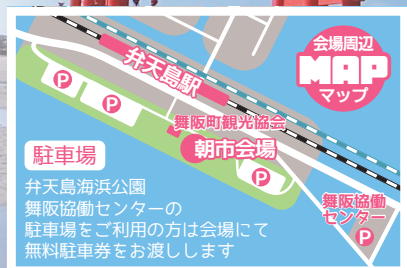 会場周辺
MAP
マップ
弁天島駅
P
P
舞阪町観光協会
朝市会場
P
舞阪協働
センター
P
駐車場
弁天島海浜公園
舞阪協働センターの
駐車場をご利用の方は会場にて
無料駐車券をお渡しします